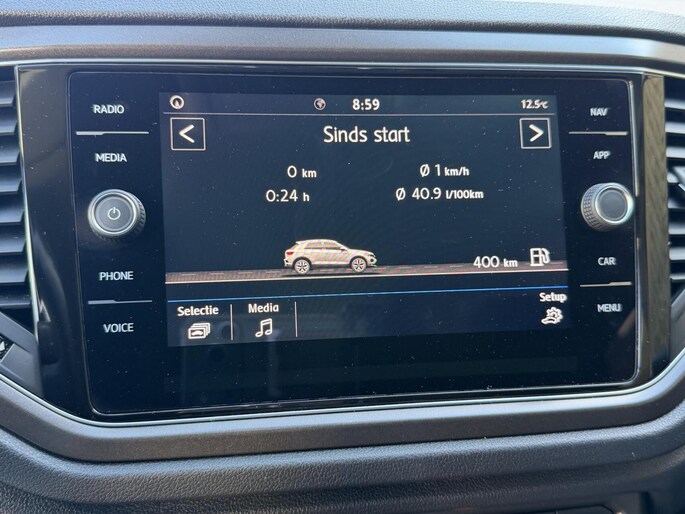 RADIO
MEDIA
PHONE
VOICE
8:59
12.5°C
Sinds start
0 km
Ø 1 km/h
0:24 h
Ø 40.9 l/100km
400 km
Selectie
Media
Setup
NAV
APP
CAR
MENU